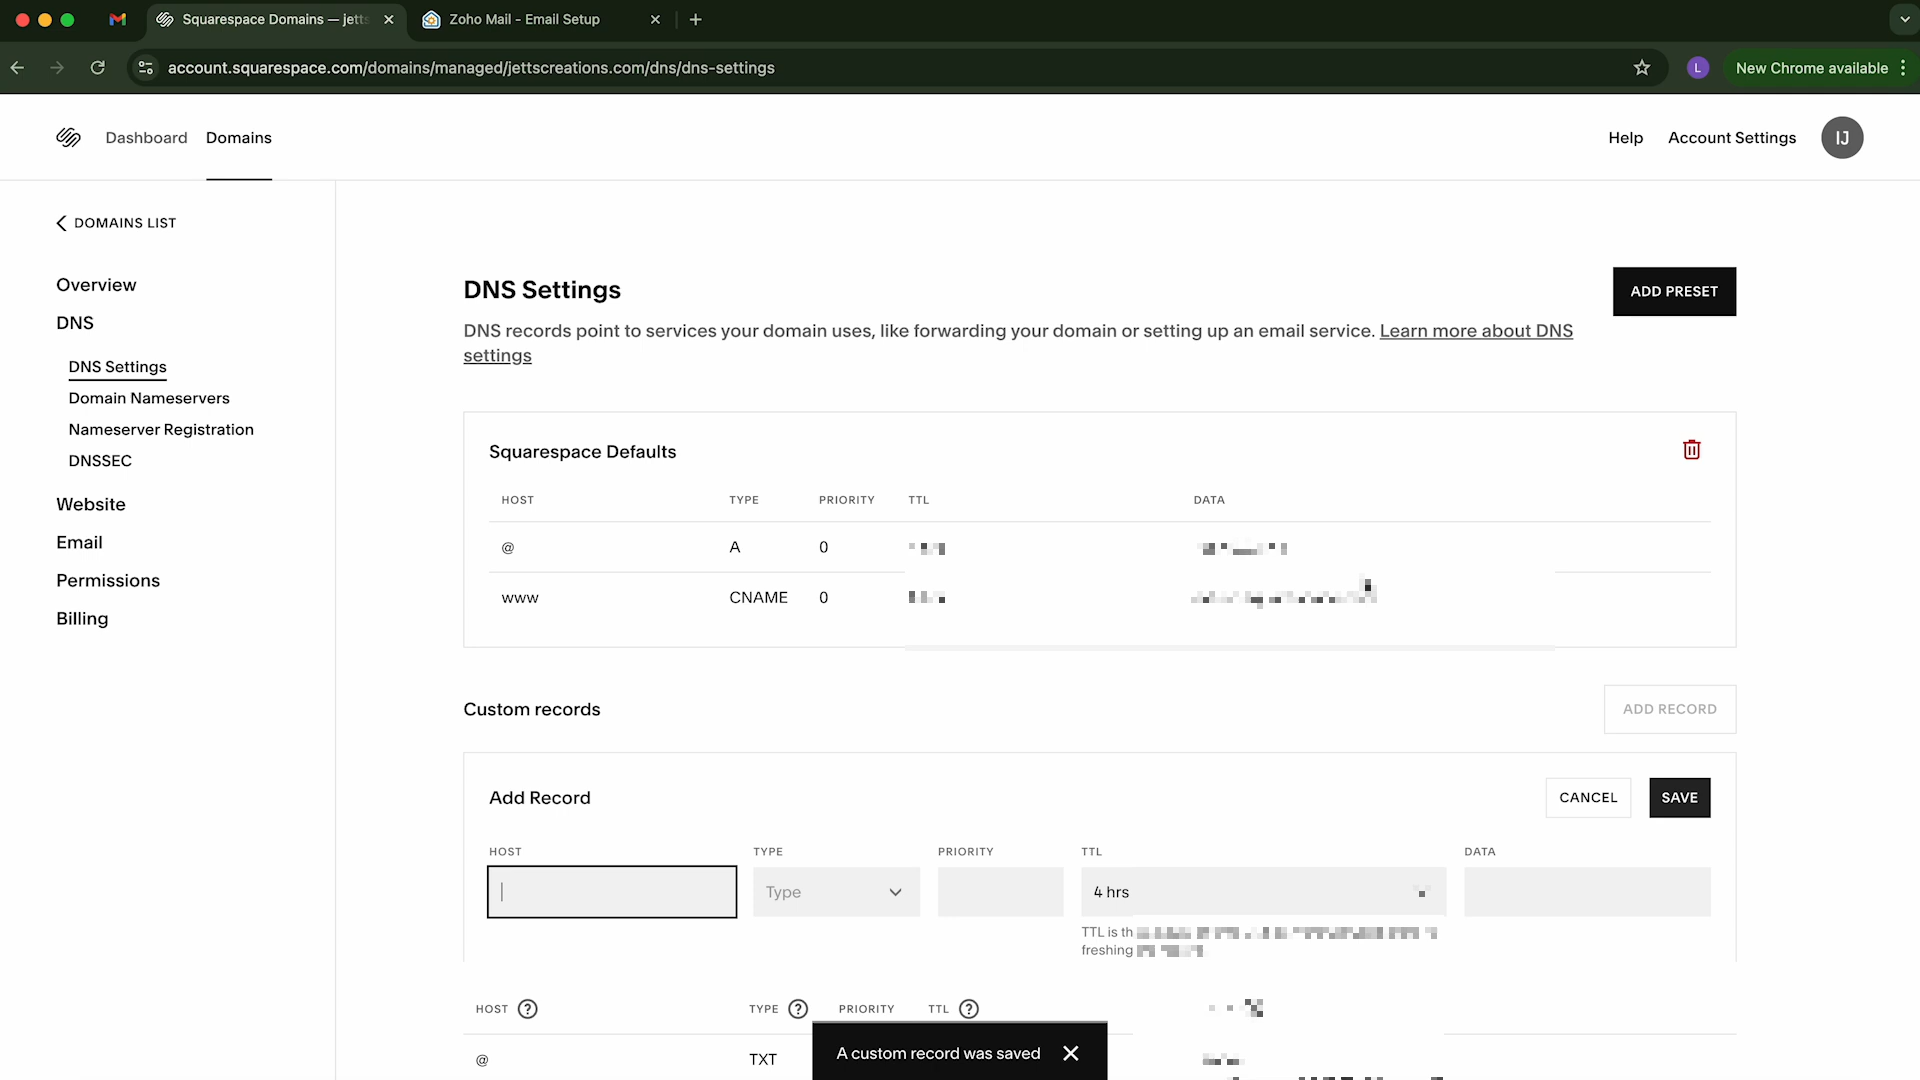 Squarespace Domains — jetts
Zoho Mail - Email Setup
account.squarespace.com/domains/managed/jettscreations.com/dns/dns-settings
L
New Chrome available
Dashboard
Domains
Help
Account Settings
IJ
DOMAINS LIST
Overview
DNS
DNS Settings
Domain Nameservers
Nameserver Registration
DNSSEC
Website
Email
Permissions
Billing
DNS Settings
ADD PRESET
DNS records point to services your domain uses, like forwarding your domain or setting up an email service. Learn more about DNS
settings
Squarespace Defaults
HOST TYPE PRIORITY TTL DATA
@ A 0
www CNAME 0
Custom records
ADD RECORD
Add Record
CANCEL
SAVE
HOST TYPE PRIORITY TTL DATA
Type
4 hrs
TTL is th
freshing
HOST ? TYPE ? PRIORITY TTL ?
@ TXT
A custom record was saved